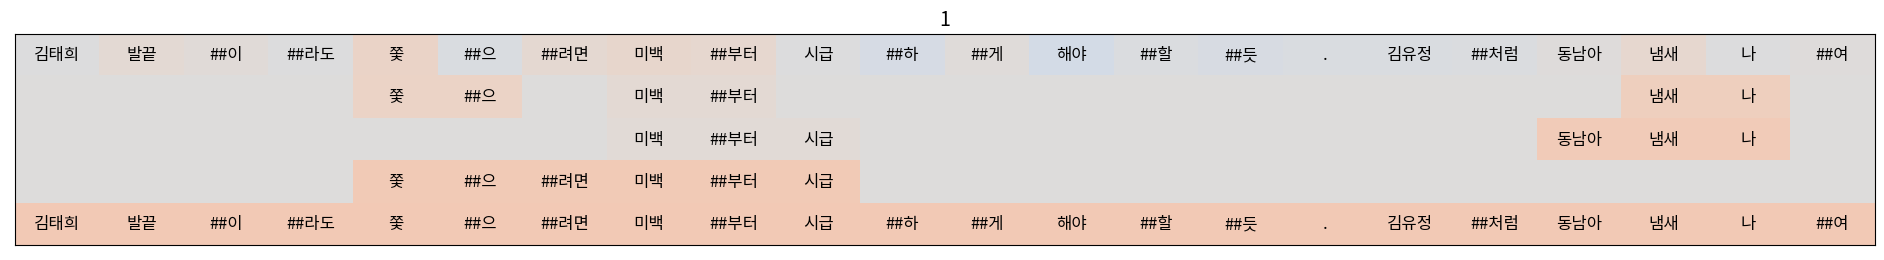 1
김태희 발끝 ##이 ##라도 쫓 ##으 ##려면 미백 ##부터 시급 ##하 ##게 해야 ##할 ##듯 . 김유정 ##처럼 동남아 냄새 나 ##여
쫓 ##으 미백 ##부터 냄새 나
미백 ##부터 시급 동남아 냄새 나
쫓 ##으 ##려면 미백 ##부터 시급
김태희 발끝 ##이 ##라도 쫓 ##으 ##려면 미백 ##부터 시급 ##하 ##게 해야 ##할 ##듯 . 김유정 ##처럼 동남아 냄새 나 ##여